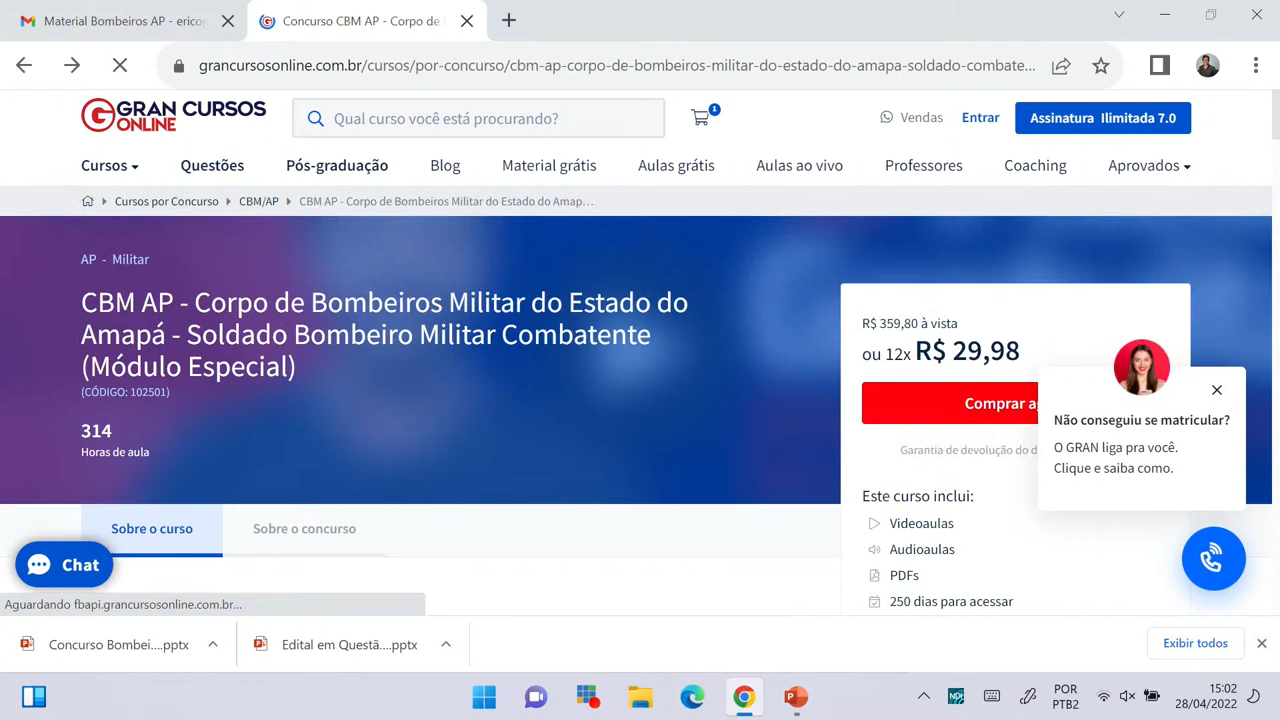 Material Bombeiros AP - erico
Concurso CBM AP - Corpo de
grancursosonline.com.br/cursos/por-concurso/cbm-ap-corpo-de-bombeiros-militar-do-estado-do-amapa-soldado-combate...
GRAN CURSOS
ONLINE
Qual curso você está procurando?
1
Vendas
Entrar
Assinatura Ilimitada 7.0
Cursos
Questões
Pós-graduação
Blog
Material grátis
Aulas grátis
Aulas ao vivo
Professores
Coaching
Aprovados
Cursos por Concurso
CBM/AP
CBM AP - Corpo de Bombeiros Militar do Estado do Amap...
AP - Militar
CBM AP - Corpo de Bombeiros Militar do Estado do
Amapá - Soldado Bombeiro Militar Combatente
(Módulo Especial)
(CÓDIGO: 102501)
314
Horas de aula
R$ 359,80 à vista
ou 12x R$ 29,98
Comprar ag
Garantia de devolução do d
Não conseguiu se matricular?
O GRAN liga pra você.
Clique e saiba como.
Este curso inclui:
Videoaulas
Audioaulas
PDFs
250 dias para acessar
Sobre o curso
Sobre o concurso
Chat
Aguardando fbapi.grancursosonline.com.br...
Concurso Bombei....pptx
Edital em Questã....pptx
Exibir todos
POR
PTB2
15:02
28/04/2022